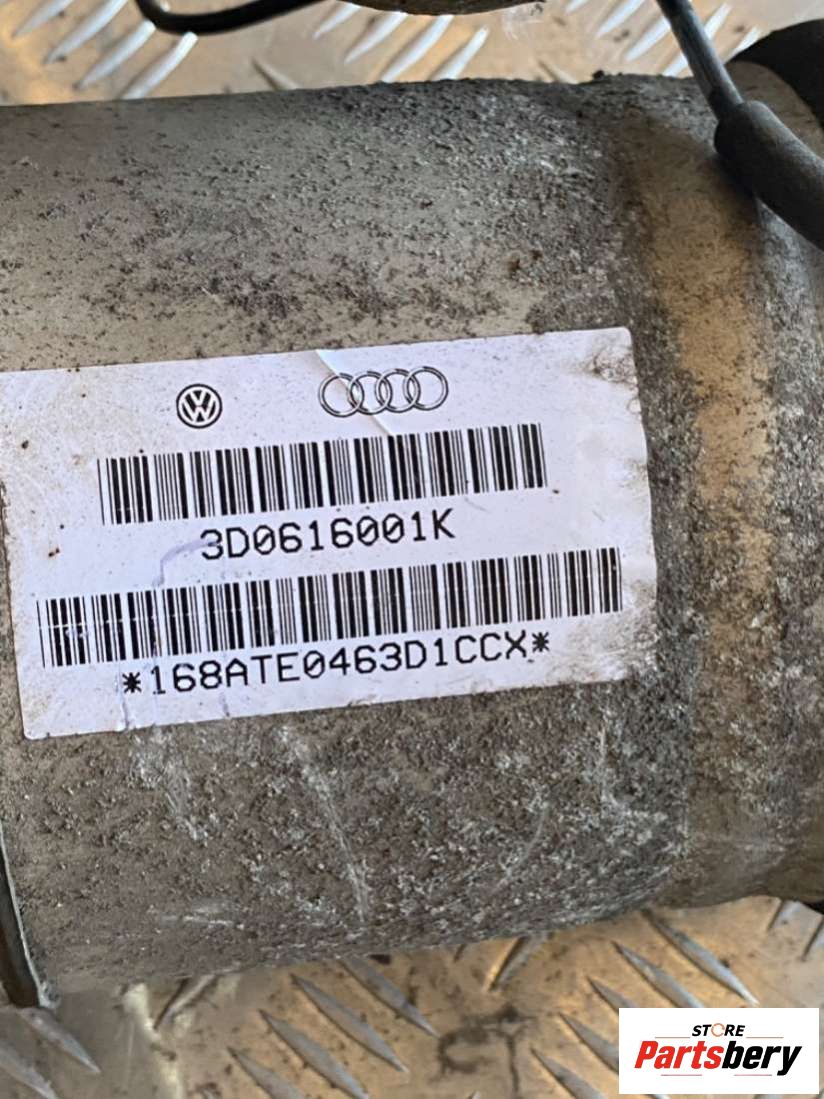 3D0616001K
*168ATE0463D1CCX*
STORE
Partsbery